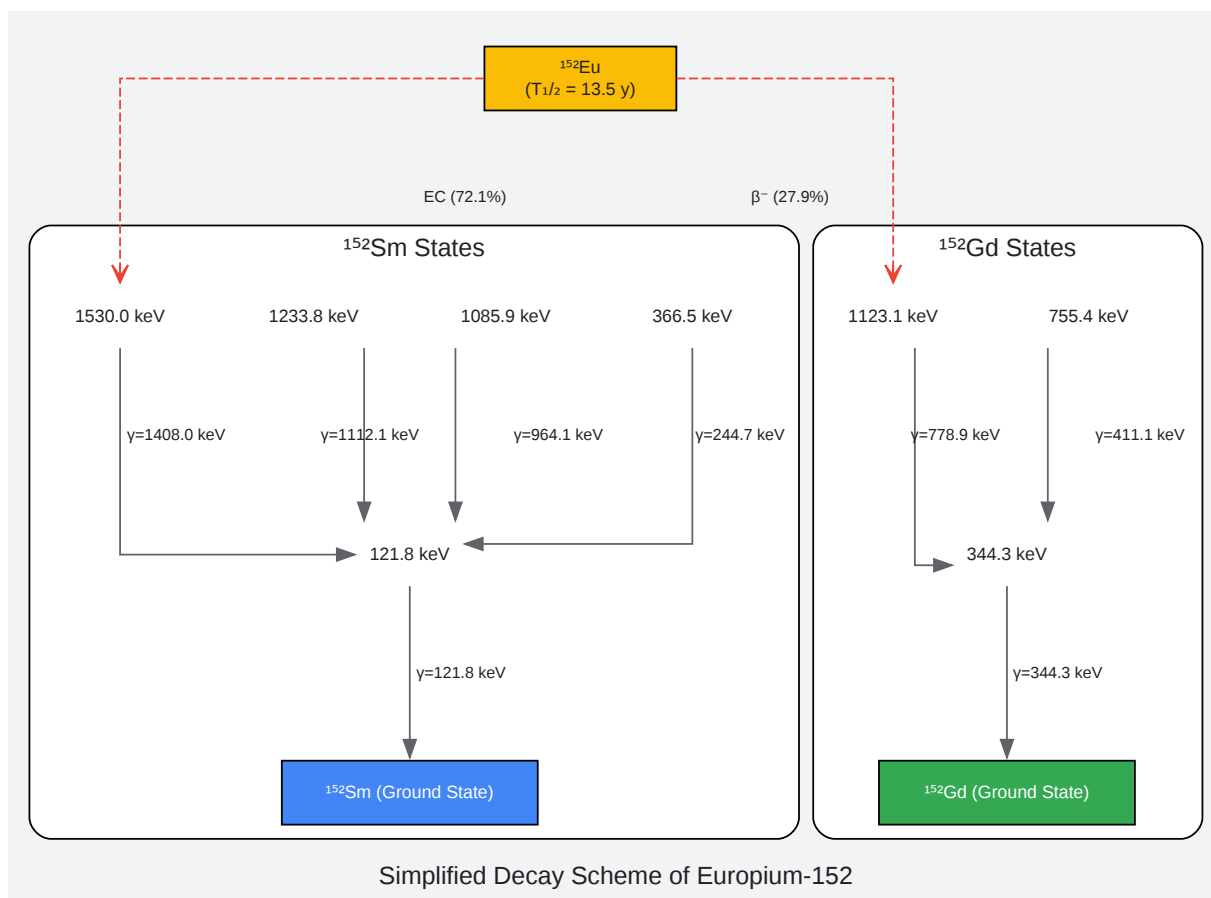 ¹⁵²Eu
(T₁/₂ = 13.5 y)
EC (72.1%)
β⁻ (27.9%)
¹⁵²Sm States
¹⁵²Gd States
1530.0 keV
1233.8 keV
1085.9 keV
366.5 keV
1123.1 keV
755.4 keV
γ=1408.0 keV
γ=1112.1 keV
γ=964.1 keV
γ=244.7 keV
γ=778.9 keV
γ=411.1 keV
121.8 keV
344.3 keV
γ=121.8 keV
γ=344.3 keV
¹⁵²Sm (Ground State)
¹⁵²Gd (Ground State)
Simplified Decay Scheme of Europium-152